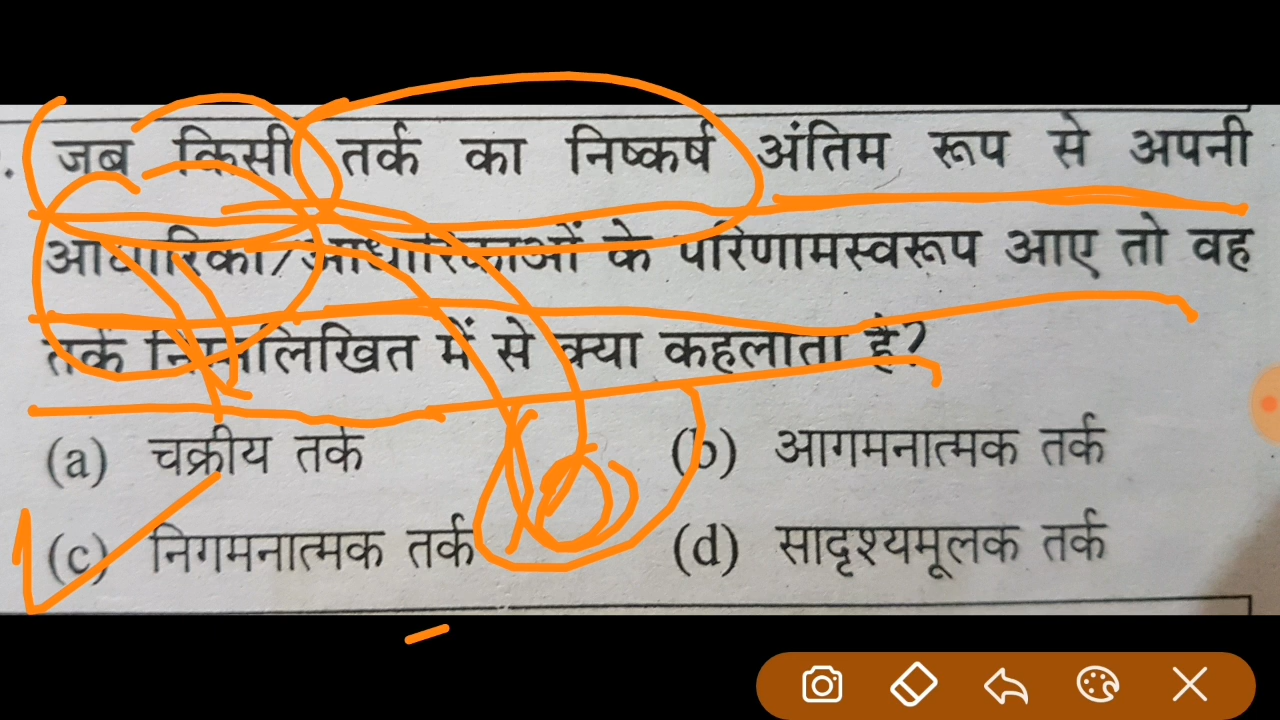 जब किसी तर्क का निष्कर्ष अंतिम रूप से अपनी
आधारिका/आधारिकाओं के परिणामस्वरूप आए तो वह
तर्क निम्नलिखित में से क्या कहलाता है?
(a) चक्रीय तर्क (b) आगमनात्मक तर्क
(c) निगमनात्मक तर्क (d) सादृश्यमूलक तर्क